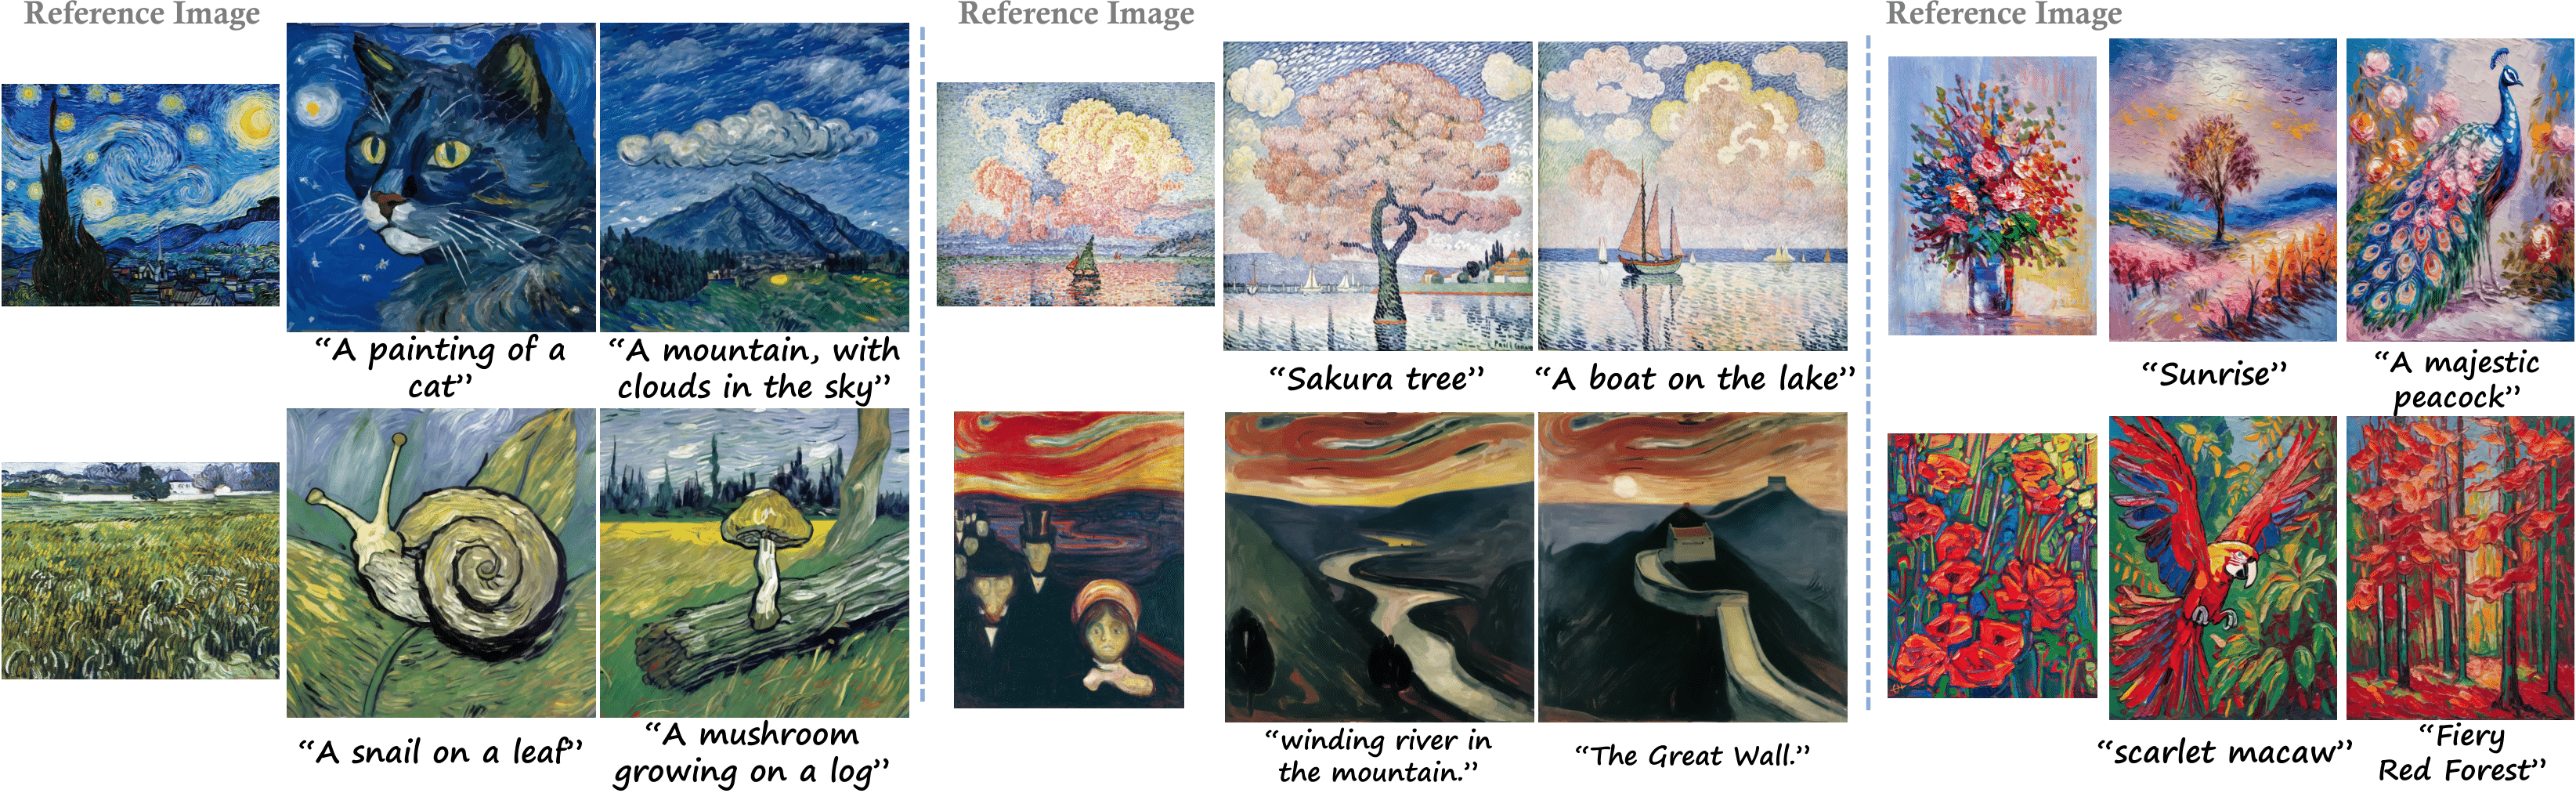 Reference Image
Reference Image
Reference Image
“A painting of a
cat”
“A mountain, with
clouds in the sky”
“Sakura tree”
“A boat on the lake”
“Sunrise”
“A majestic
peacock”
“A snail on a leaf”
“A mushroom
growing on a log”
“winding river in
the mountain.”
“The Great Wall.”
“scarlet macaw”
“Fiery
Red Forest”